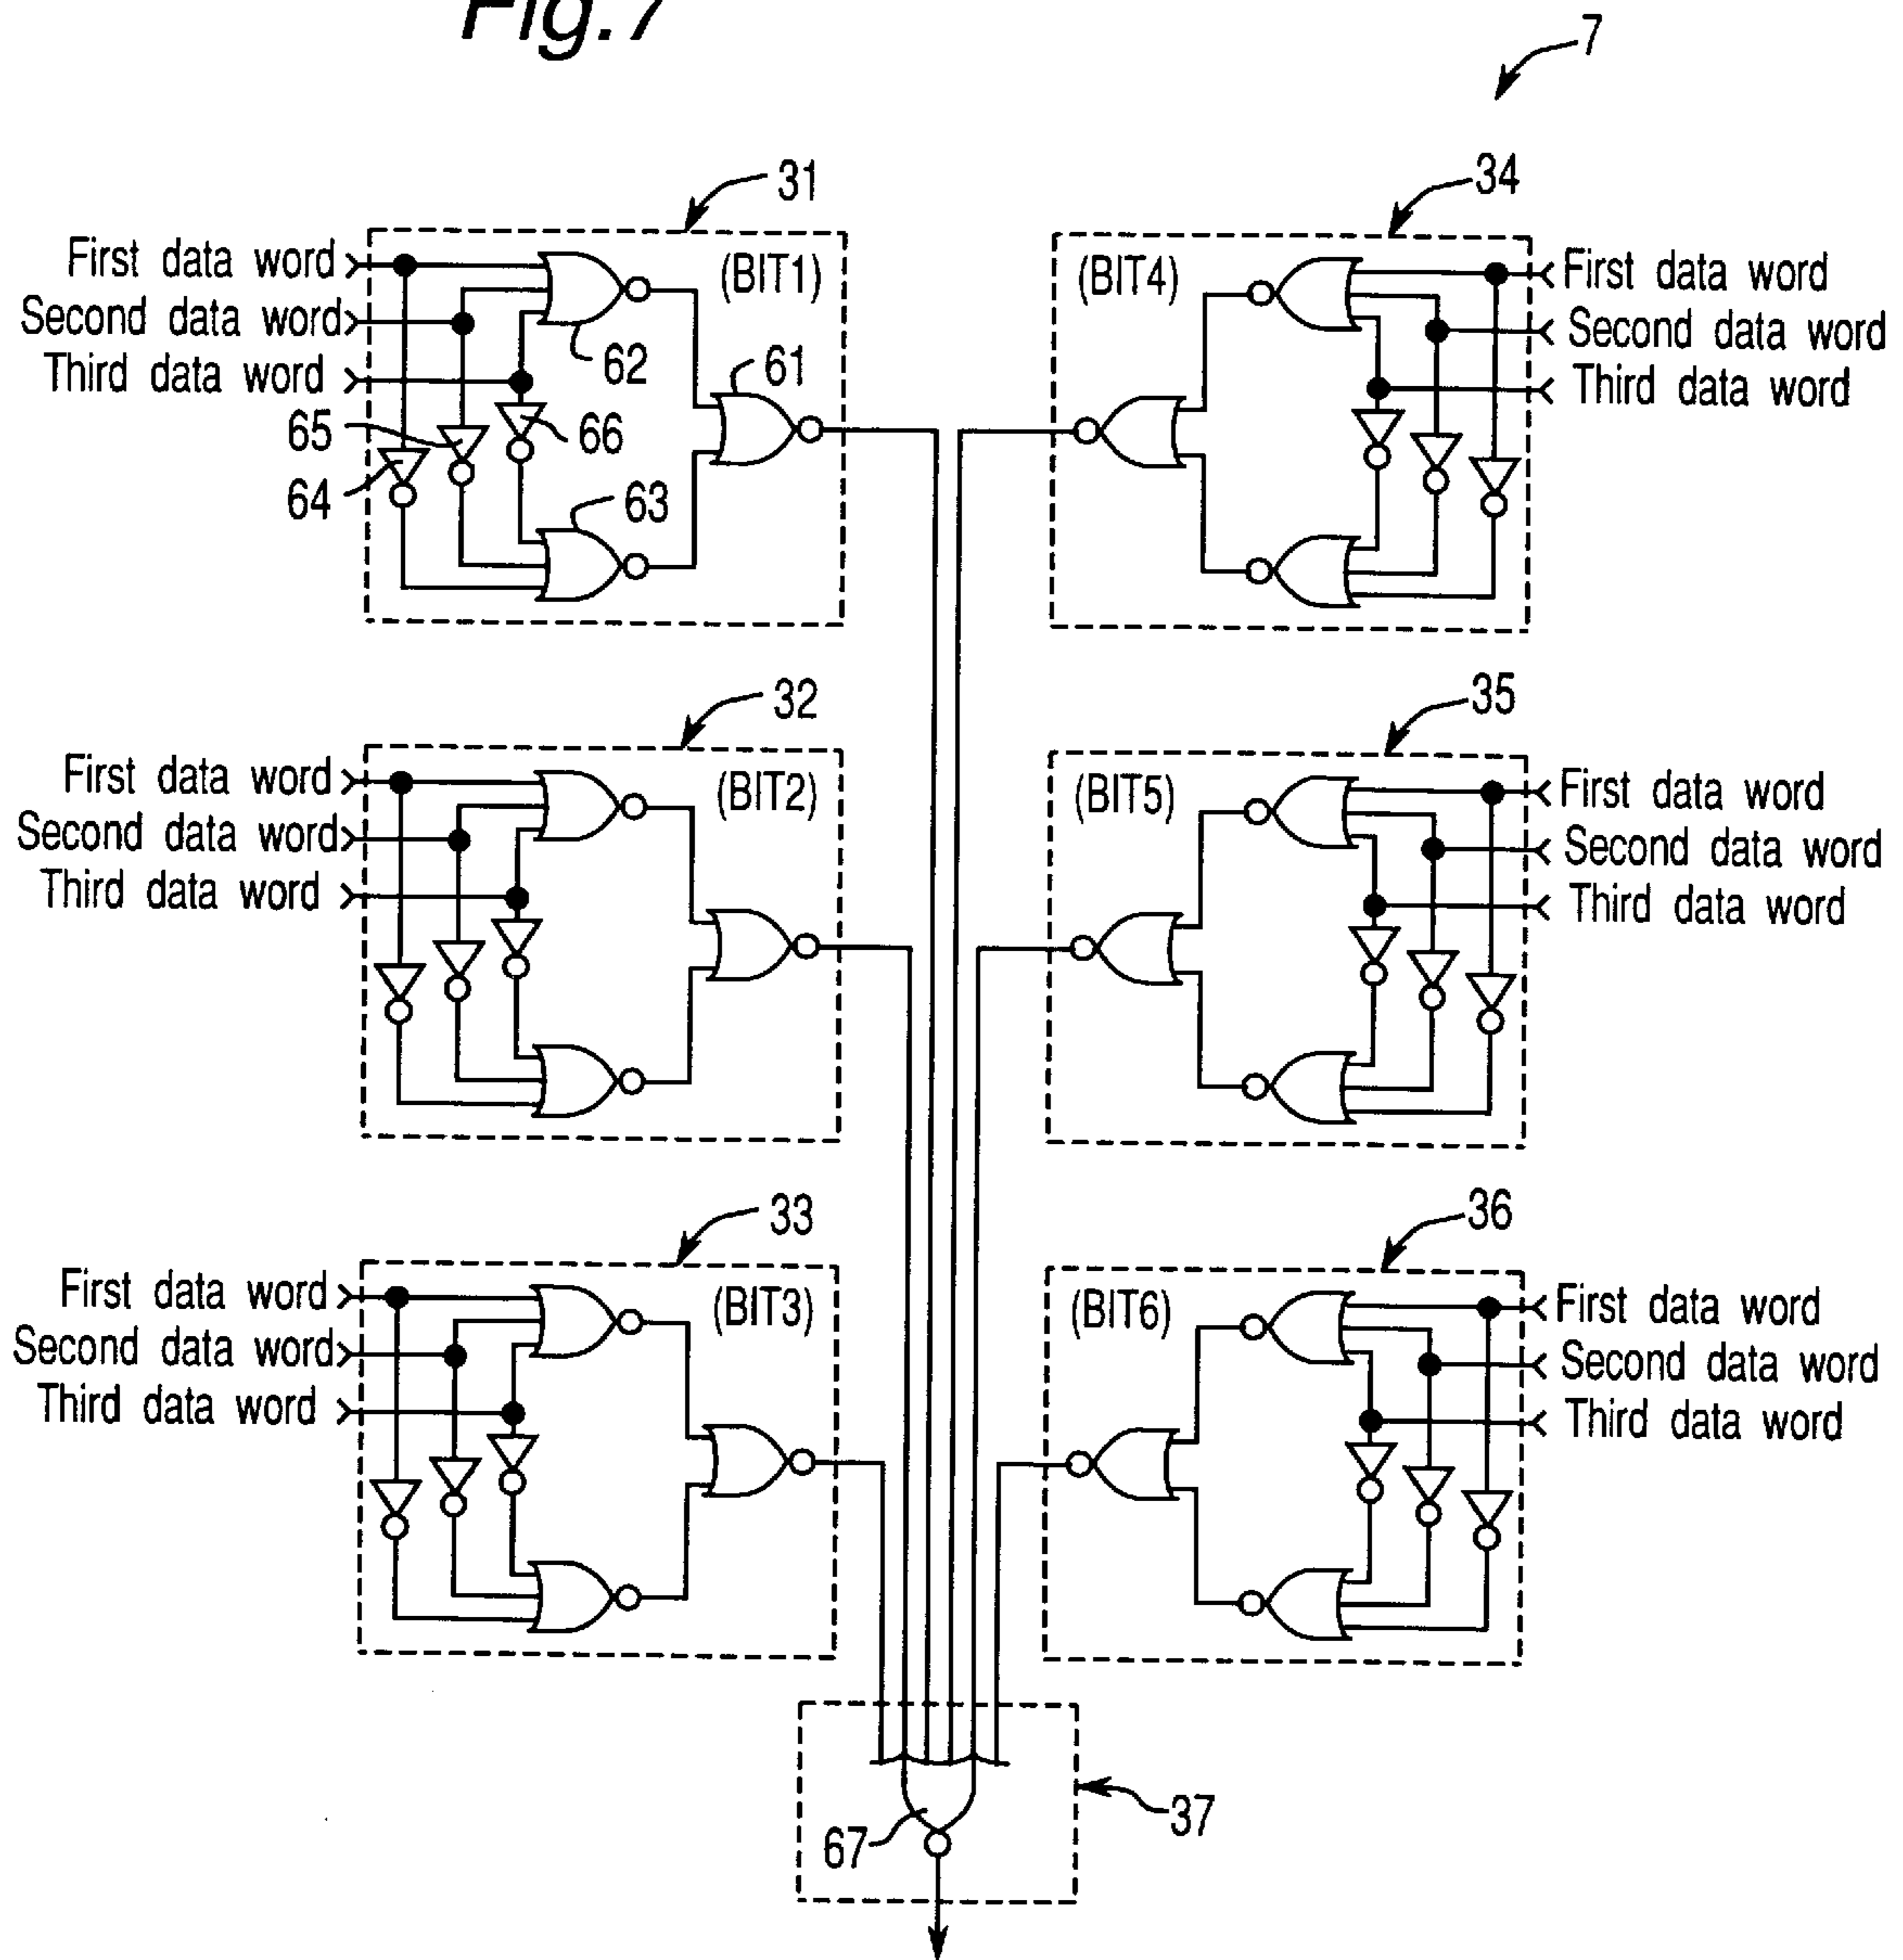 Fig.7
7
31
First data word
Second data word
Third data word
(BIT1)
62
61
65
66
64
63
34
(BIT4)
First data word
Second data word
Third data word
32
First data word
Second data word
Third data word
(BIT2)
35
(BIT5)
First data word
Second data word
Third data word
33
First data word
Second data word
Third data word
(BIT3)
36
(BIT6)
First data word
Second data word
Third data word
67
37